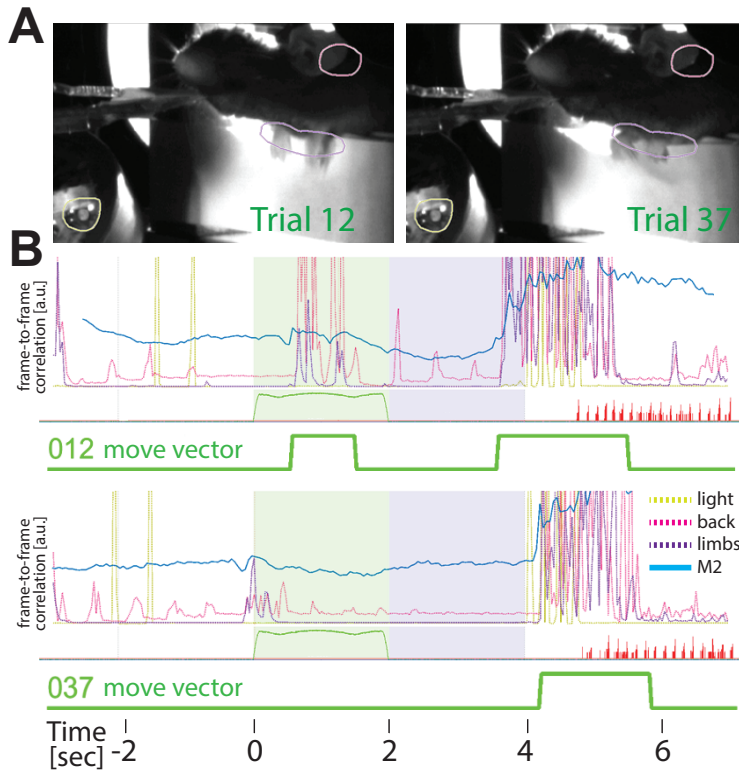 A
Trial 12
Trial 37
B
frame-to-frame
correlation [a.u.]
012 move vector
frame-to-frame
correlation [a.u.]
light
back
limbs
M2
037 move vector
Time
[sec]
-2
0
2
4
6